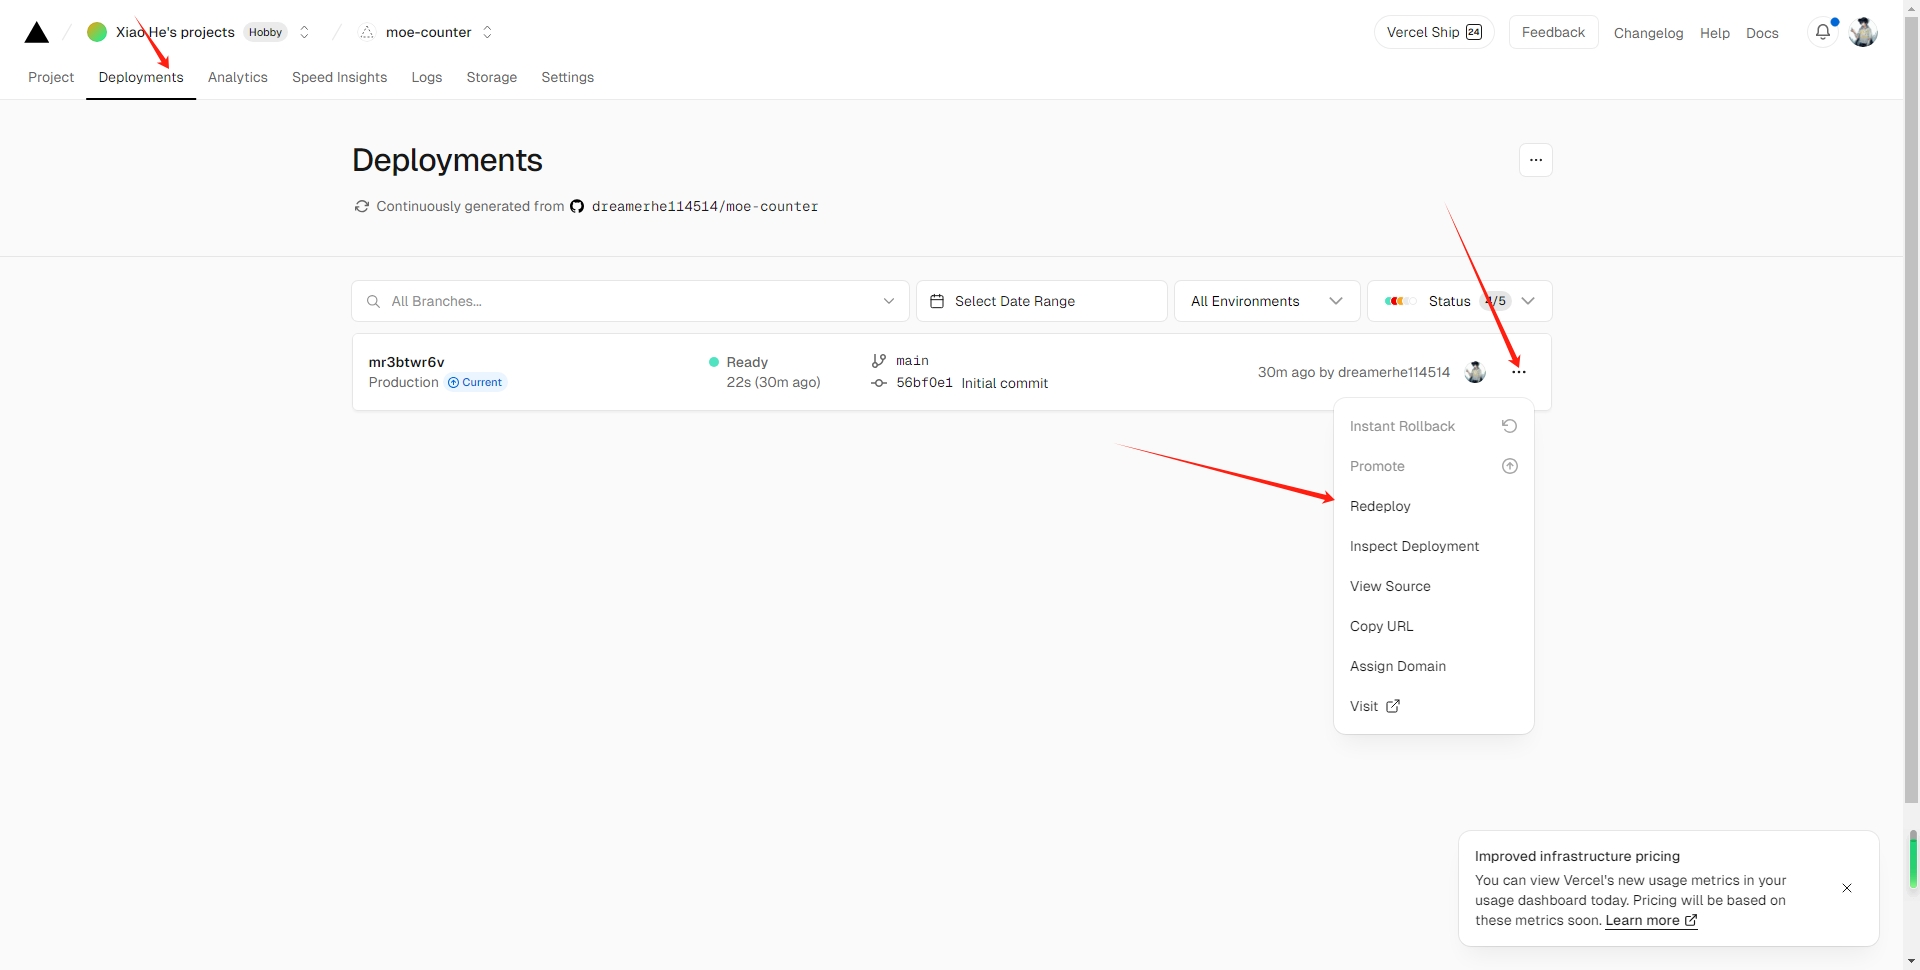 Xiao He's projects Hobby moe-counter Vercel Ship 24 Feedback Changelog Help Docs
Project Deployments Analytics Speed Insights Logs Storage Settings
Deployments
Continuously generated from dreamerhe114514/moe-counter
All Branches... Select Date Range All Environments Status 4/5
mr3btwr6v Ready main
Production Current 22s (30m ago) 56bf0e1 Initial commit
30m ago by dreamerhe114514
Instant Rollback
Promote
Redeploy
Inspect Deployment
View Source
Copy URL
Assign Domain
Visit
Improved infrastructure pricing
You can view Vercel's new usage metrics in your
usage dashboard today. Pricing will be based on
these metrics soon. Learn more